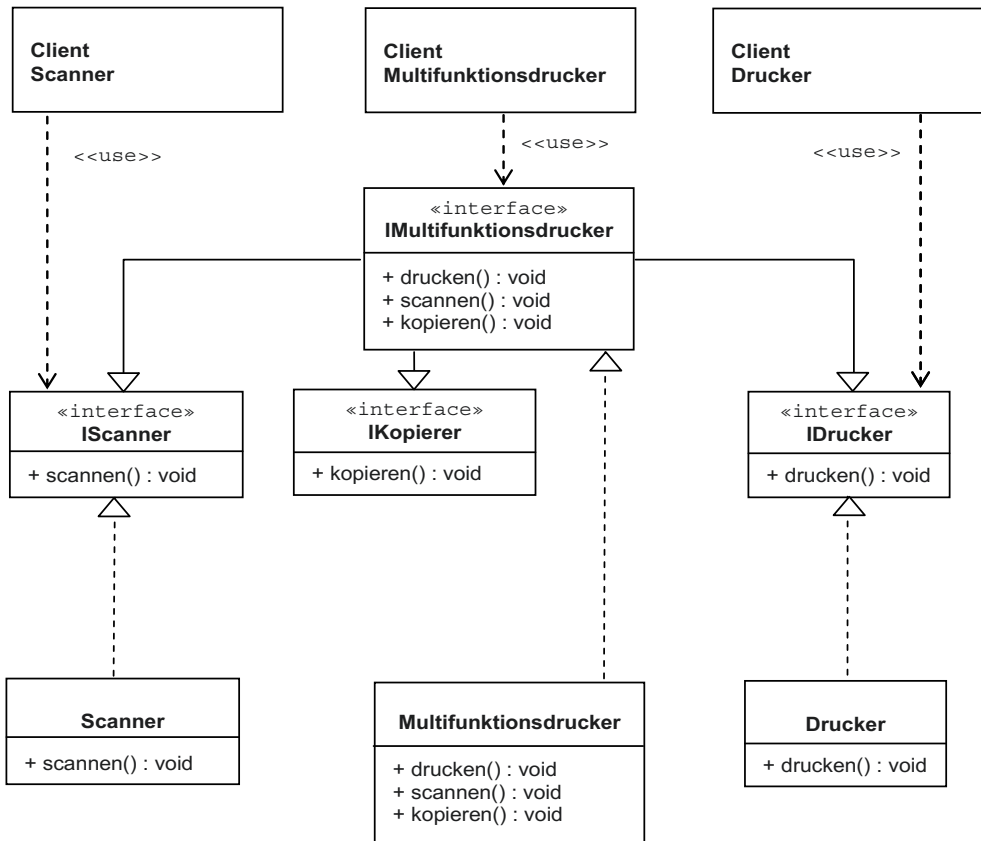 Client
Scanner
Client
Multifunktionsdrucker
Client
Drucker
<<use>>
<<use>>
<<use>>
«interface»
IMultifunktionsdrucker
+ drucken() : void
+ scannen() : void
+ kopieren() : void
«interface»
IScanner
+ scannen() : void
«interface»
IKopierer
+ kopieren() : void
«interface»
IDrucker
+ drucken() : void
Scanner
+ scannen() : void
Multifunktionsdrucker
+ drucken() : void
+ scannen() : void
+ kopieren() : void
Drucker
+ drucken() : void